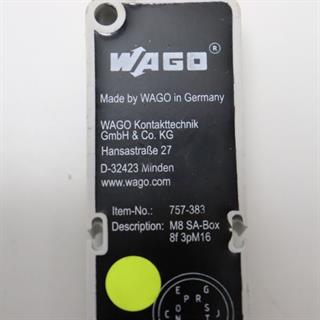 WAGO ®
Made by WAGO in Germany
WAGO Kontakttechnik
GmbH & Co. KG
Hansastraße 27
D-32423 Minden
www.wago.com
Item-No.: 757-383
Description: M8 SA-Box
8f 3pM16